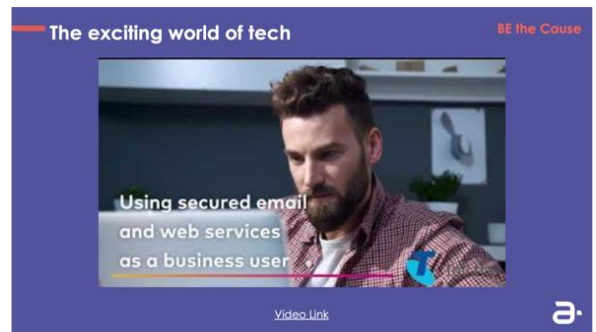 The exciting world of tech
BE the Cause
Using secured email
and web services
as a business user
Video Link
a.